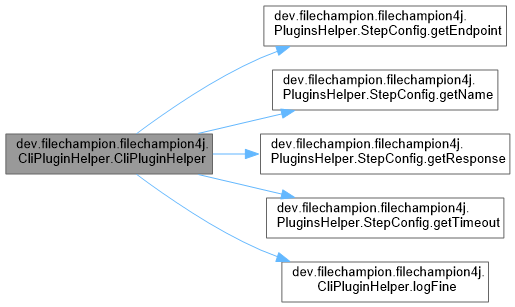 dev.filechampion.filechampion4j.
PluginsHelper.StepConfig.getEndpoint
dev.filechampion.filechampion4j.
PluginsHelper.StepConfig.getName
dev.filechampion.filechampion4j.
CliPluginHelper.CliPluginHelper
dev.filechampion.filechampion4j.
PluginsHelper.StepConfig.getResponse
dev.filechampion.filechampion4j.
PluginsHelper.StepConfig.getTimeout
dev.filechampion.filechampion4j.
CliPluginHelper.logFine